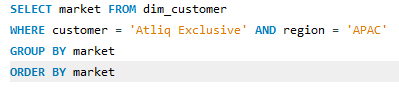 SELECT market FROM dim_customer
WHERE customer = 'Atliq Exclusive' AND region = 'APAC'
GROUP BY market
ORDER BY market